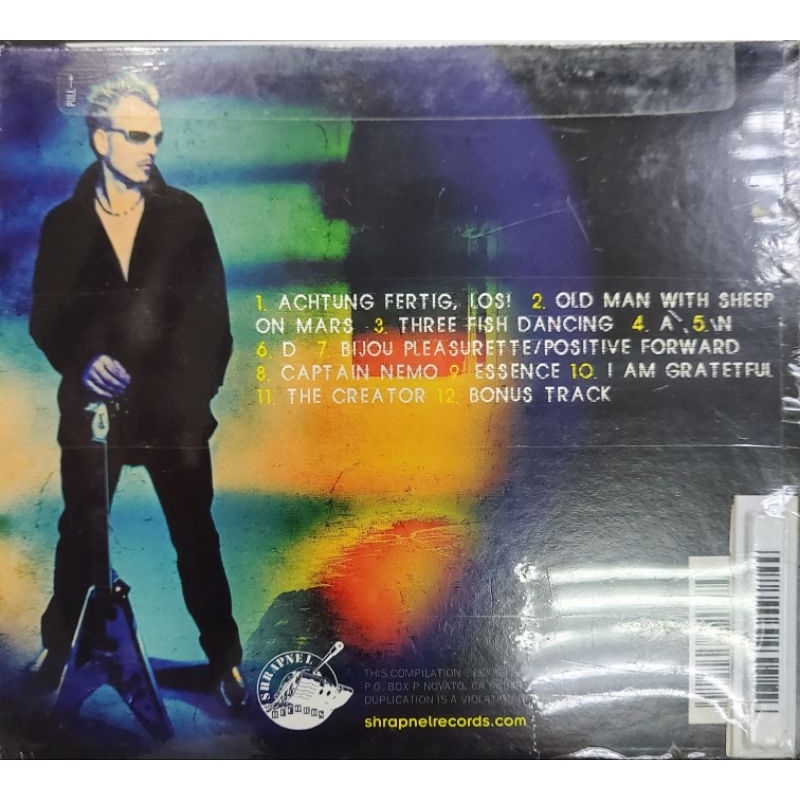 PULL
1. ACHTUNG FERTIG, LOS! 2. OLD MAN WITH SHEEP
ON MARS 3. THREE FISH DANCING 4. A 5. N
6. D 7. BIJOU PLEASURETTE/POSITIVE FORWARD
8. CAPTAIN NEMO 9. ESSENCE 10. I AM GRATETFUL
11. THE CREATOR 12. BONUS TRACK
SHRAPNEL
RECORDS
THIS COMPILATION
P.O. BOX P NOVATO, CA
DUPLICATION IS A VIOLATION
shrapnelrecords.com